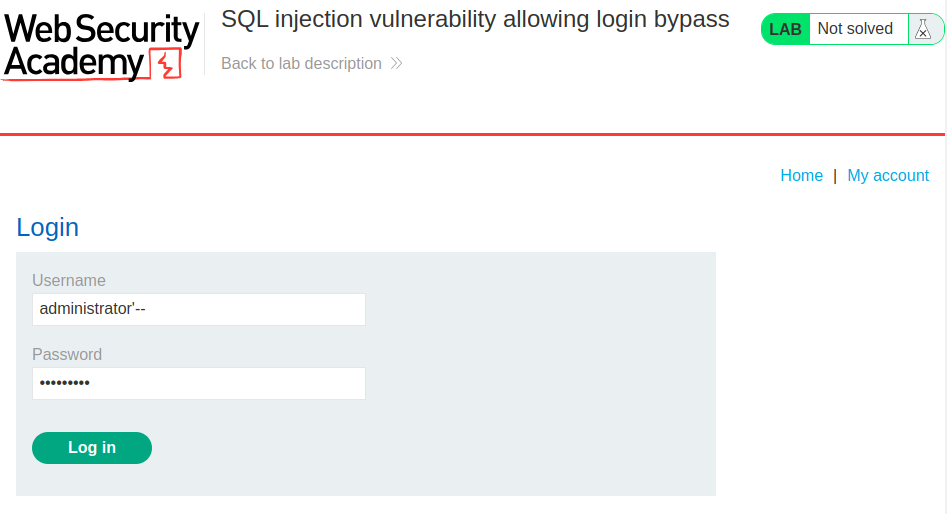 Web Security
Academy
SQL injection vulnerability allowing login bypass
Back to lab description
LAB Not solved
Home | My account
Login
Username
administrator'--
Password
•••••••••
Log in